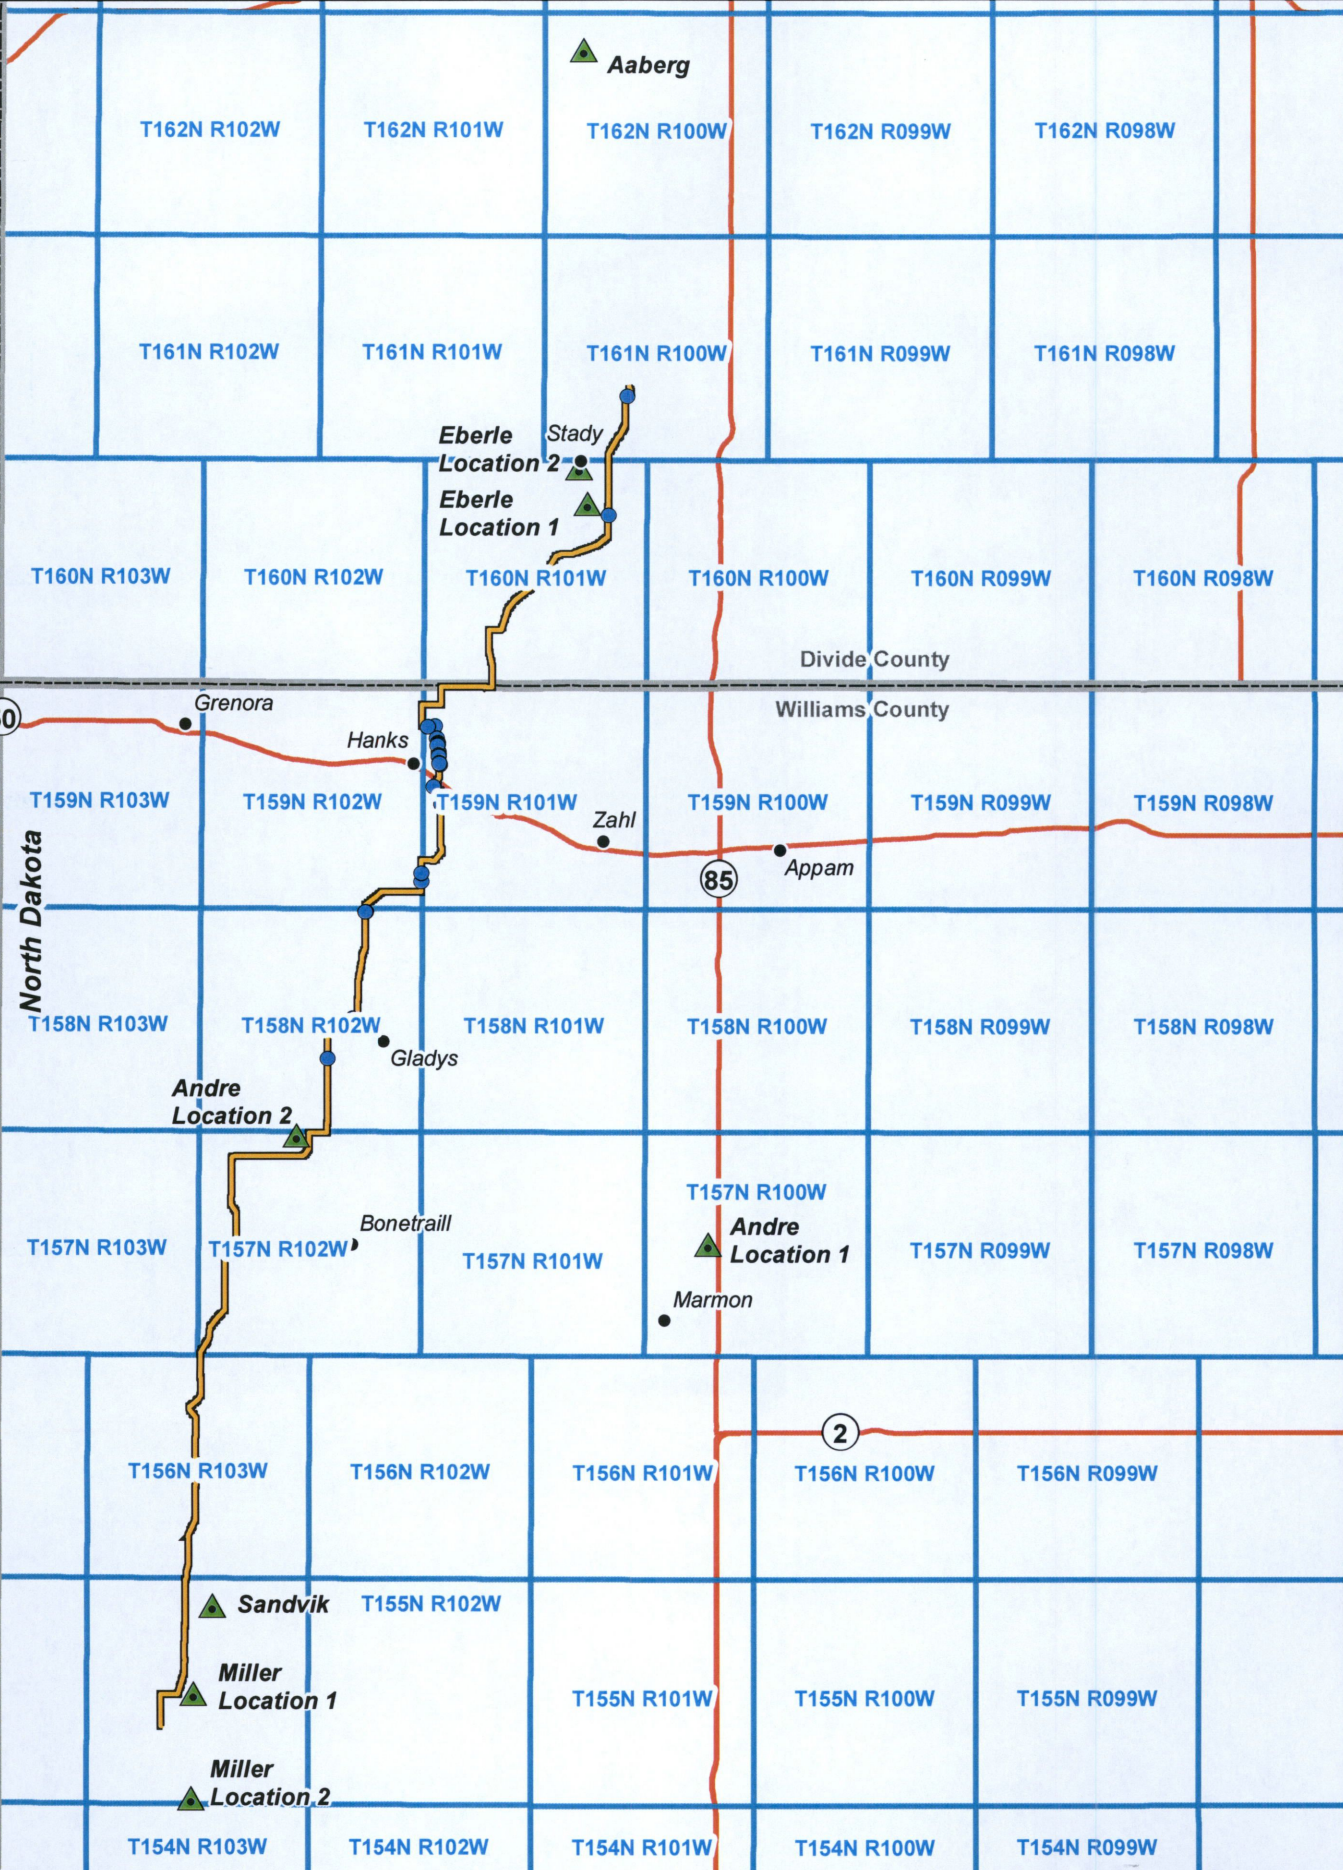 Aaberg
T162N R102W
T162N R101W
T162N R100W
T162N R099W
T162N R098W
T161N R102W
T161N R101W
T161N R100W
T161N R099W
T161N R098W
Eberle
Location 2
Stady
Eberle
Location 1
T160N R103W
T160N R102W
T160N R101W
T160N R100W
T160N R099W
T160N R098W
Divide County
Williams County
Grenora
Hanks
T159N R103W
T159N R102W
T159N R101W
T159N R100W
T159N R099W
T159N R098W
Zahl
Appam
85
North Dakota
T158N R103W
T158N R102W
T158N R101W
T158N R100W
T158N R099W
T158N R098W
Gladys
Andre
Location 2
T157N R100W
Bonetraill
Andre
Location 1
T157N R103W
T157N R102W
T157N R101W
T157N R099W
T157N R098W
Marmon
2
T156N R103W
T156N R102W
T156N R101W
T156N R100W
T156N R099W
Sandvik
T155N R102W
Miller
Location 1
T155N R101W
T155N R100W
T155N R099W
Miller
Location 2
T154N R103W
T154N R102W
T154N R101W
T154N R100W
T154N R099W